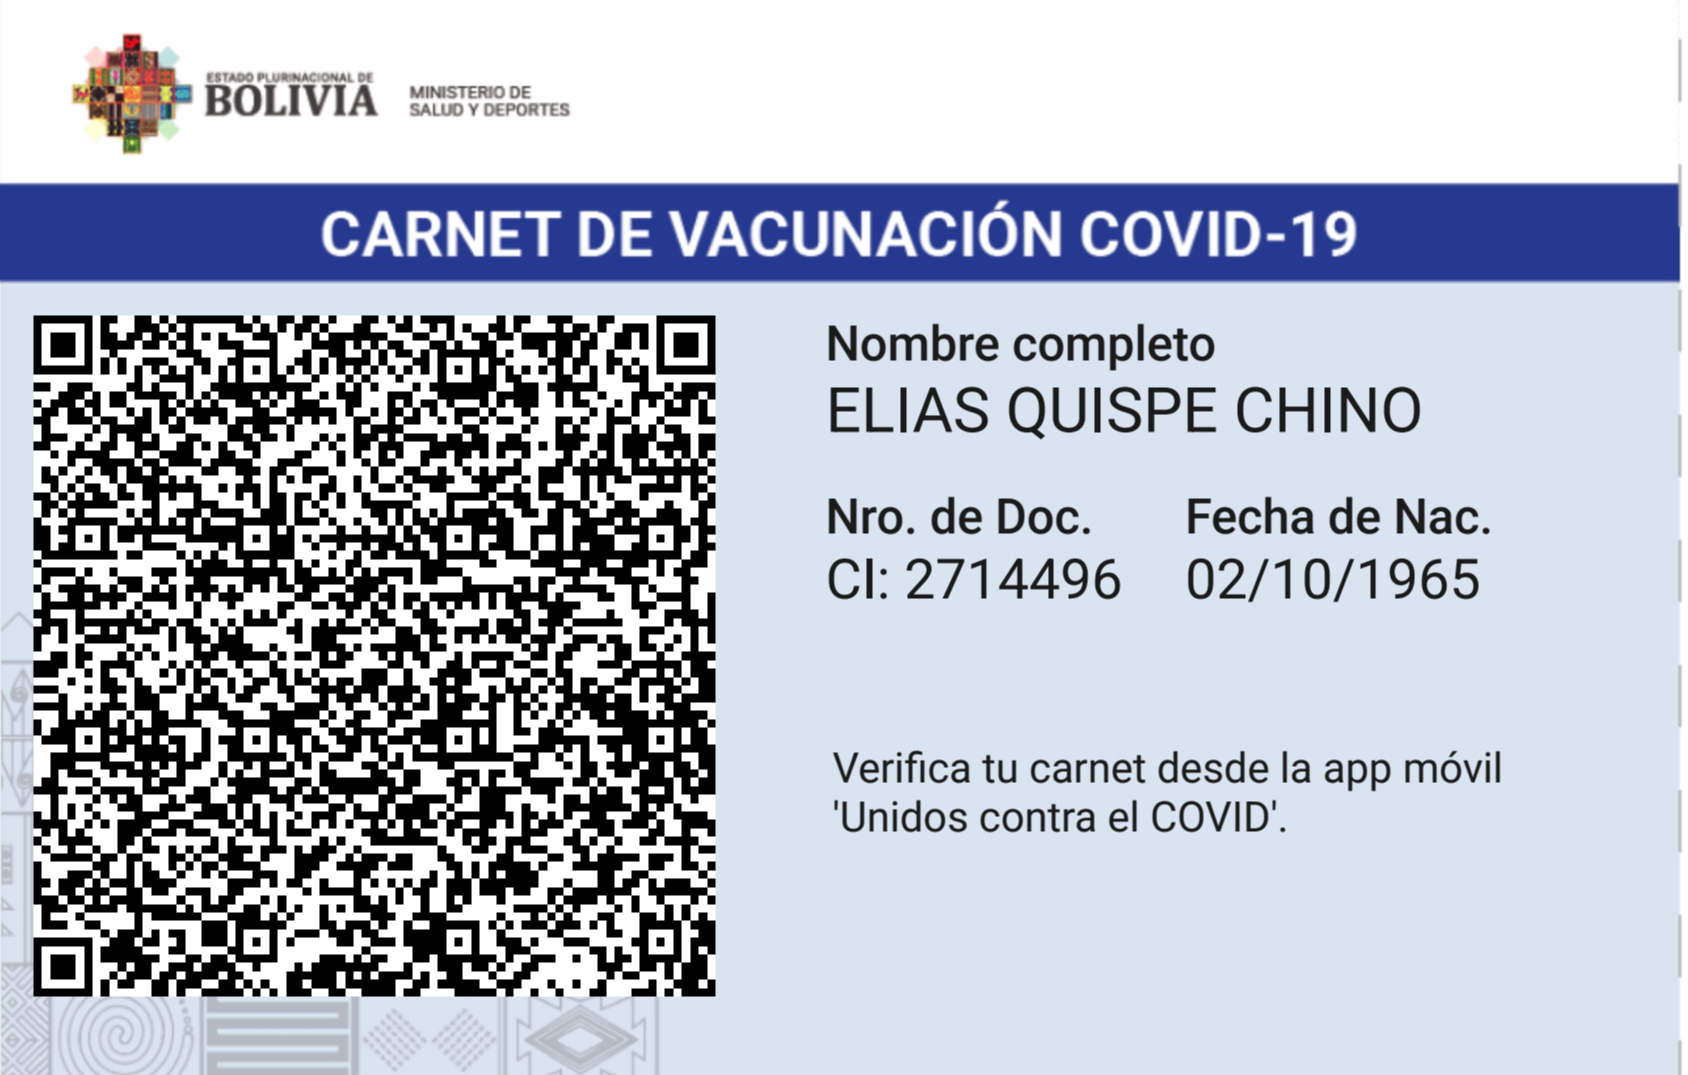 ESTADO PLURINACIONAL DE
BOLIVIA
MINISTERIO DE
SALUD Y DEPORTES
CARNET DE VACUNACIÓN COVID-19
Nombre completo
ELIAS QUISPE CHINO
Nro. de Doc. Fecha de Nac.
CI: 2714496 02/10/1965
Verifica tu carnet desde la app móvil
'Unidos contra el COVID'.